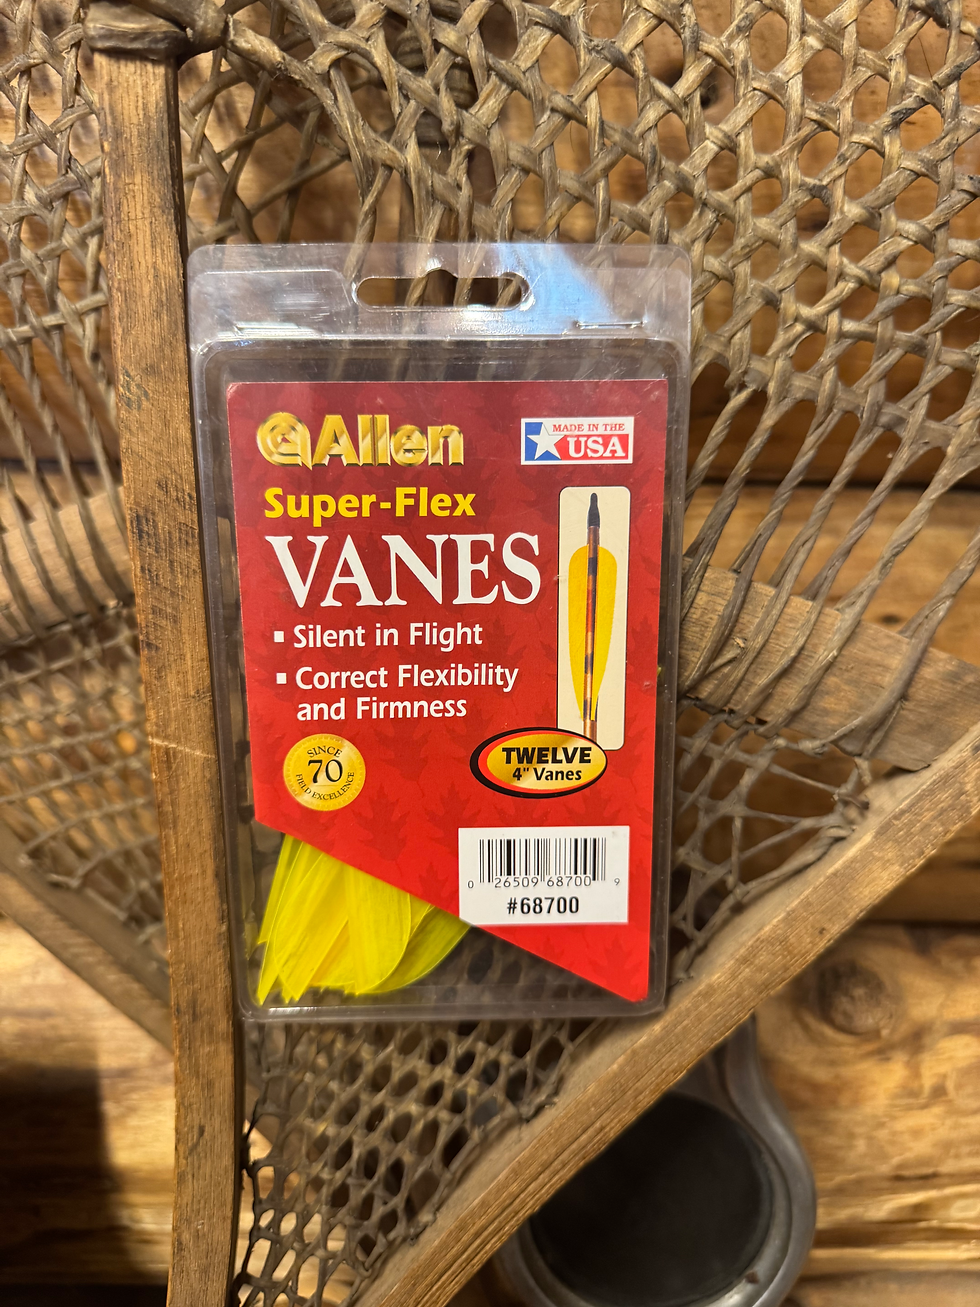 Allen
MADE IN THE
USA
Super-Flex
VANES
▪ Silent in Flight
▪ Correct Flexibility
and Firmness
SINCE
70
FIELD EXCELLENCE
TWELVE
4" Vanes
0 26509 68700 9
#68700